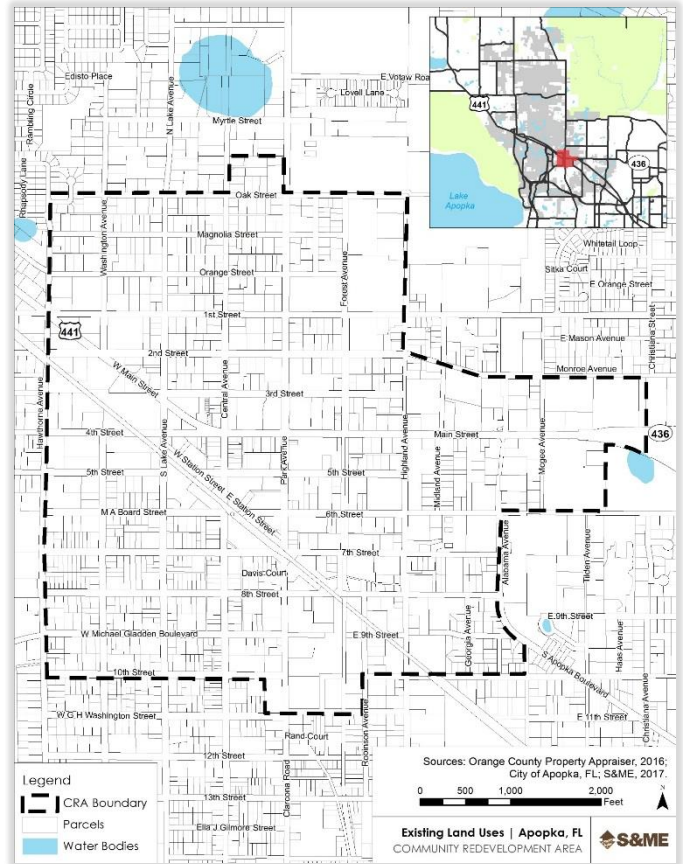 Edisto Place
Rambling Circle
N Lake Avenue
E Votaw Roa
Lovell Lane
Myrtle Street
441
436
Lake
Apopka
Rhapsody Lane
Oak Street
Washington Avenue
Magnolia Street
Orange Street
Forest Avenue
Whitetail Loop
Sitka Court
E Orange Street
1st Street
441
E Mason Avenue
Christiana Street
2nd Street
Monroe Avenue
W Main Street
Central Avenue
3rd Street
Hawthorne Avenue
4th Street
S Lake Avenue
Park Avenue
Highland Avenue
Main Street
Midland Avenue
Mcgee Avenue
436
W Station Street
E Station Street
5th Street
5th Street
M A Board Street
6th Street
7th Street
Alabama Avenue
Tilden Avenue
Davis Court
8th Street
E 9th Street
W Michael Gladden Boulevard
E 9th Street
Georgia Avenue
S Apopka Boulevard
Haas Avenue
10th Street
W G H Washington Street
Robinson Avenue
E 11th Street
Christiana Avenue
Rand Court
12th Street
Clarcona Road
13th Street
Ella J Gilmore Street
Legend
CRA Boundary
Parcels
Water Bodies
Sources: Orange County Property Appraiser, 2016;
City of Apopka, FL; S&ME, 2017.
0 500 1,000 2,000
Feet
N
Existing Land Uses | Apopka, FL
COMMUNITY REDEVELOPMENT AREA
S&ME